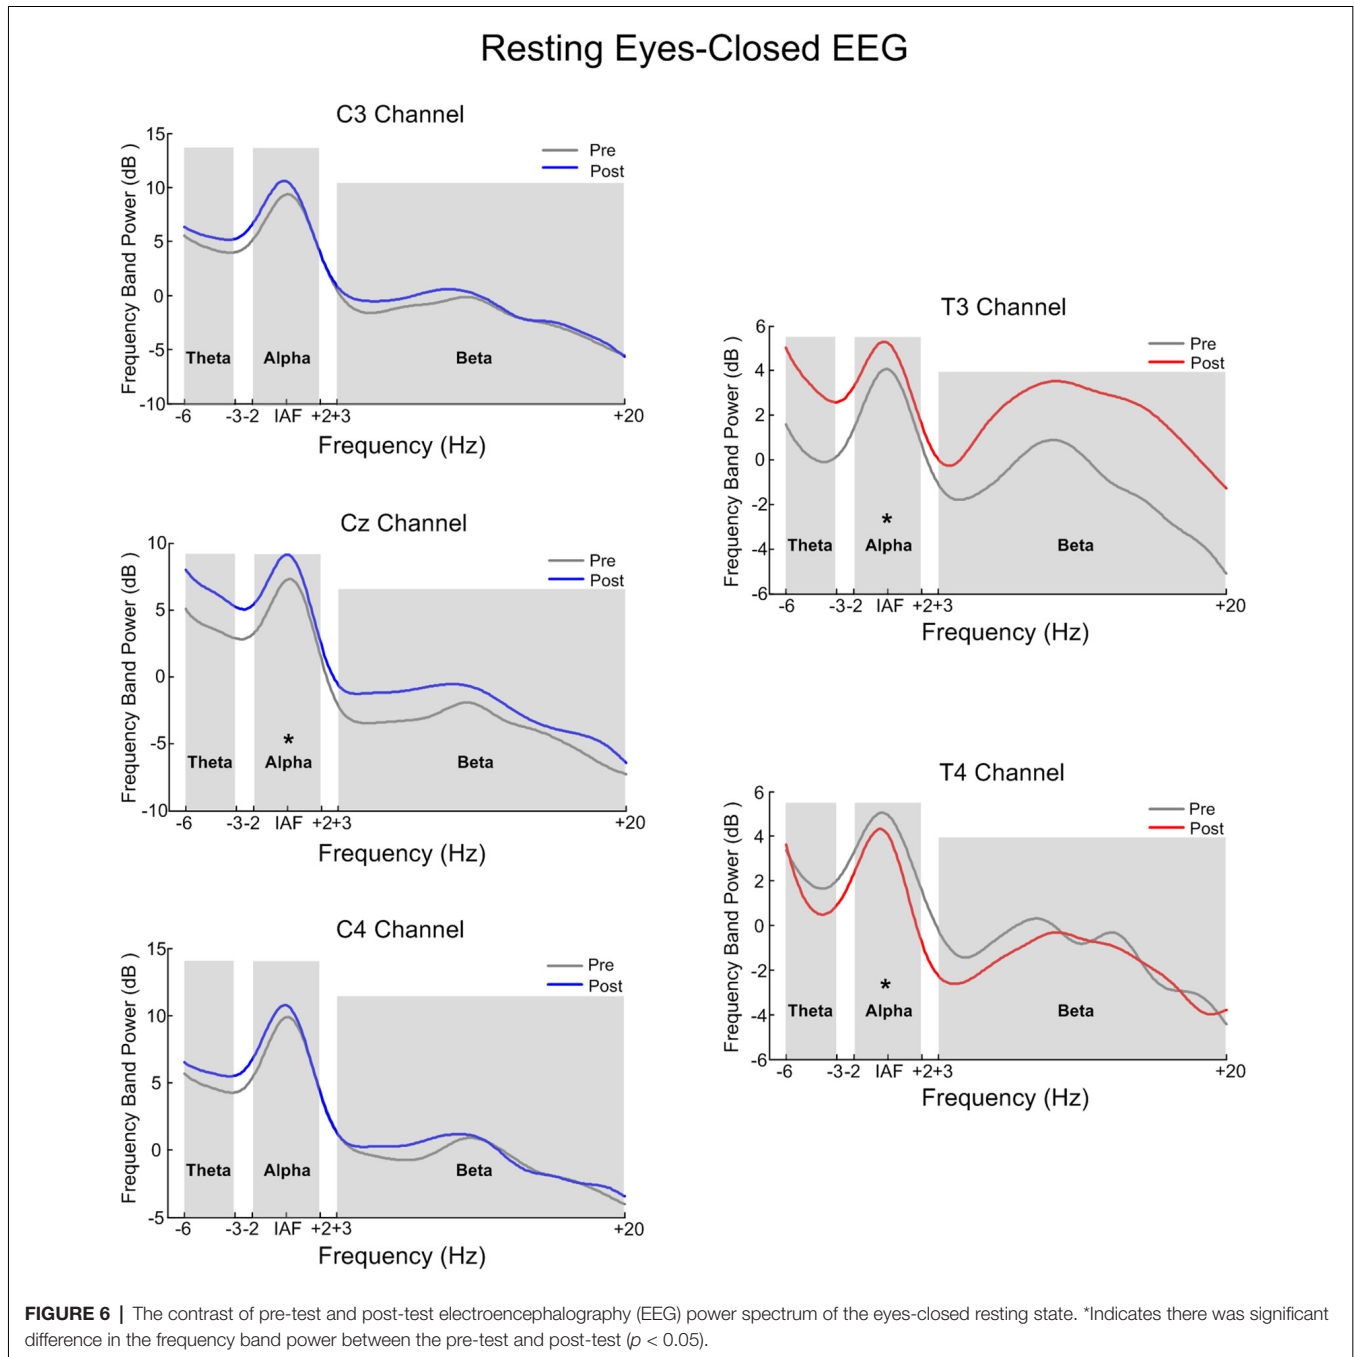 Resting Eyes-Closed EEG
C3 Channel
Frequency Band Power (dB )
15
10
5
0
-5
-10
Pre
Post
Theta
Alpha
Beta
-6
-3
-2
IAF
+2
+3
+20
Frequency (Hz)
Cz Channel
Frequency Band Power (dB )
10
5
0
-5
-10
Pre
Post
*
Theta
Alpha
Beta
-6
-3
-2
IAF
+2
+3
+20
Frequency (Hz)
C4 Channel
Frequency Band Power (dB )
15
10
5
0
-5
Pre
Post
Theta
Alpha
Beta
-6
-3
-2
IAF
+2
+3
+20
Frequency (Hz)
T3 Channel
Frequency Band Power (dB )
6
4
2
0
-2
-4
-6
Pre
Post
*
Theta
Alpha
Beta
-6
-3
-2
IAF
+2
+3
+20
Frequency (Hz)
T4 Channel
Frequency Band Power (dB )
6
4
2
0
-2
-4
-6
Pre
Post
*
Theta
Alpha
Beta
-6
-3
-2
IAF
+2
+3
+20
Frequency (Hz)
FIGURE 6 | The contrast of pre-test and post-test electroencephalography (EEG) power spectrum of the eyes-closed resting state. *Indicates there was significant
difference in the frequency band power between the pre-test and post-test (p < 0.05).